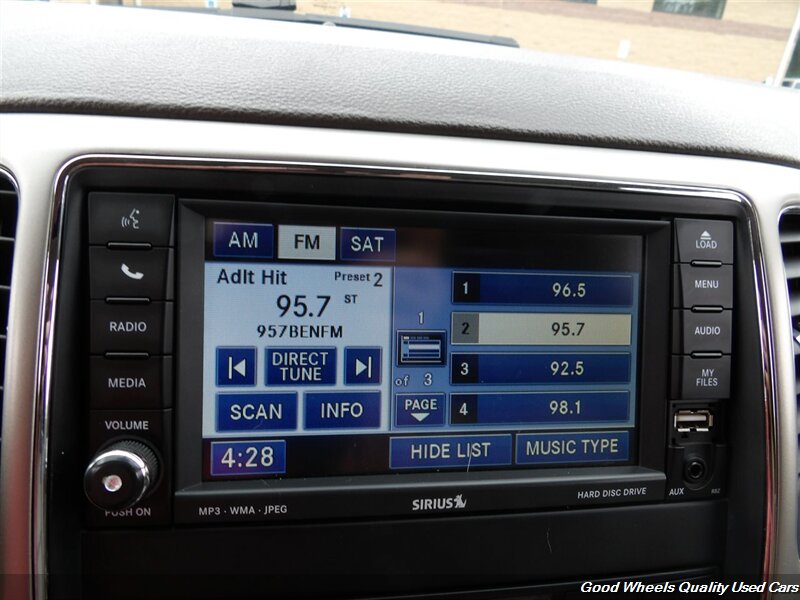 AM FM SAT
Adlt Hit Preset 2
95.7 ST
957BENFM
DIRECT
TUNE
SCAN INFO
1
of 3
PAGE
1 96.5
2 95.7
3 92.5
4 98.1
4:28 HIDE LIST MUSIC TYPE
RADIO
MEDIA
VOLUME
PUSH ON
LOAD
MENU
AUDIO
MY
FILES
AUX RSZ
MP3 · WMA · JPEG SIRIUS HARD DISC DRIVE
Good Wheels Quality Used Cars